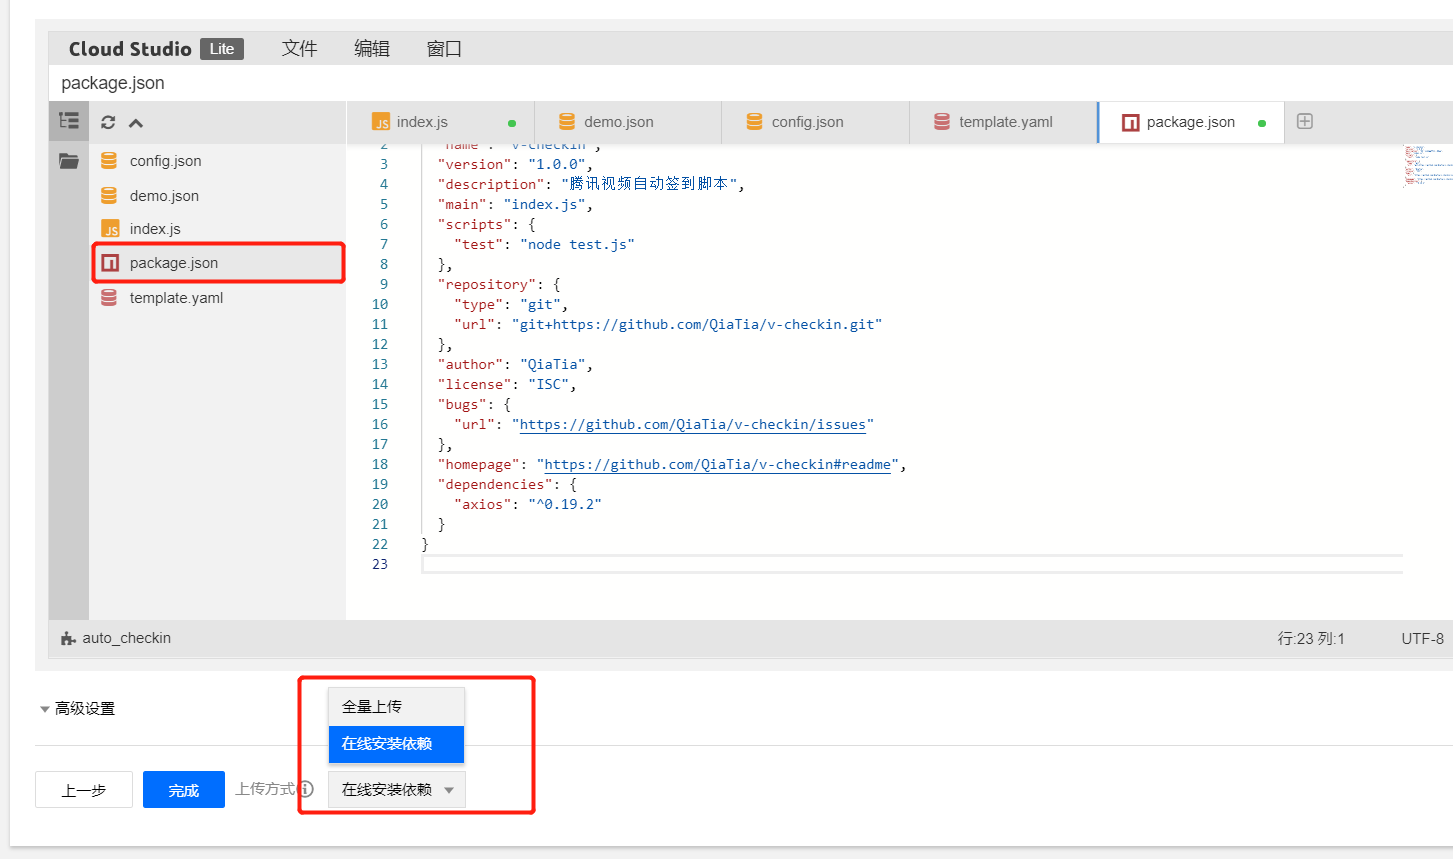 Cloud Studio Lite 文件 编辑 窗口
package.json
index.js demo.json config.json template.yaml package.json
config.json
demo.json
index.js
package.json
template.yaml
2 "name": "v-checkin",
3 "version": "1.0.0",
4 "description": "腾讯视频自动签到脚本",
5 "main": "index.js",
6 "scripts": {
7 "test": "node test.js"
8 },
9 "repository": {
10 "type": "git",
11 "url": "git+https://github.com/QiaTia/v-checkin.git"
12 },
13 "author": "QiaTia",
14 "license": "ISC",
15 "bugs": {
16 "url": "https://github.com/QiaTia/v-checkin/issues"
17 },
18 "homepage": "https://github.com/QiaTia/v-checkin#readme",
19 "dependencies": {
20 "axios": "^0.19.2"
21 }
22 }
23
auto_checkin 行:23 列:1 UTF-8
高级设置
全量上传
在线安装依赖
上一步 完成 上传方式 在线安装依赖